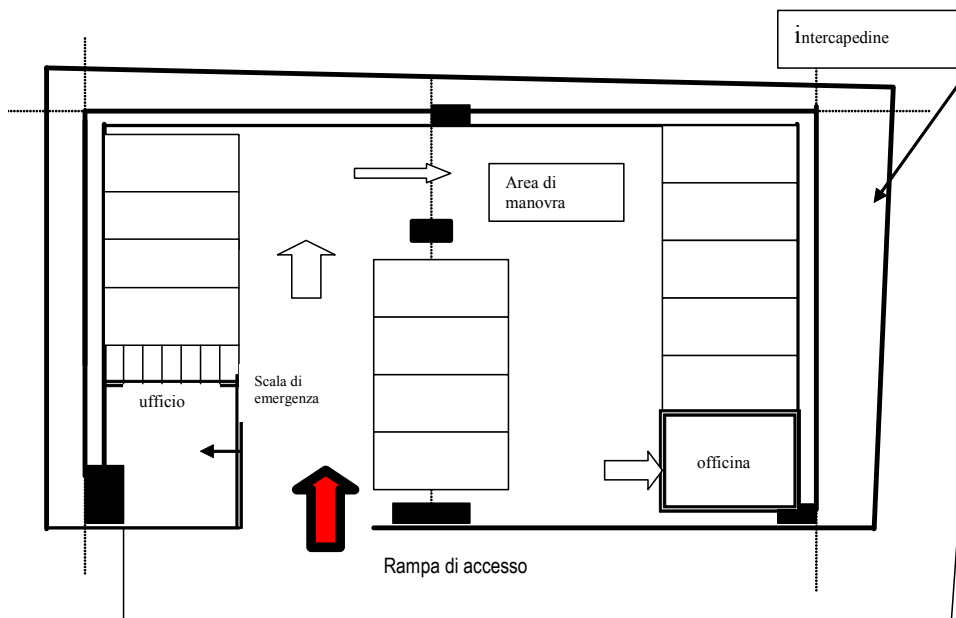 intercapedine
Area di
manovra
Scala di
emergenza
ufficio
officina
Rampa di accesso